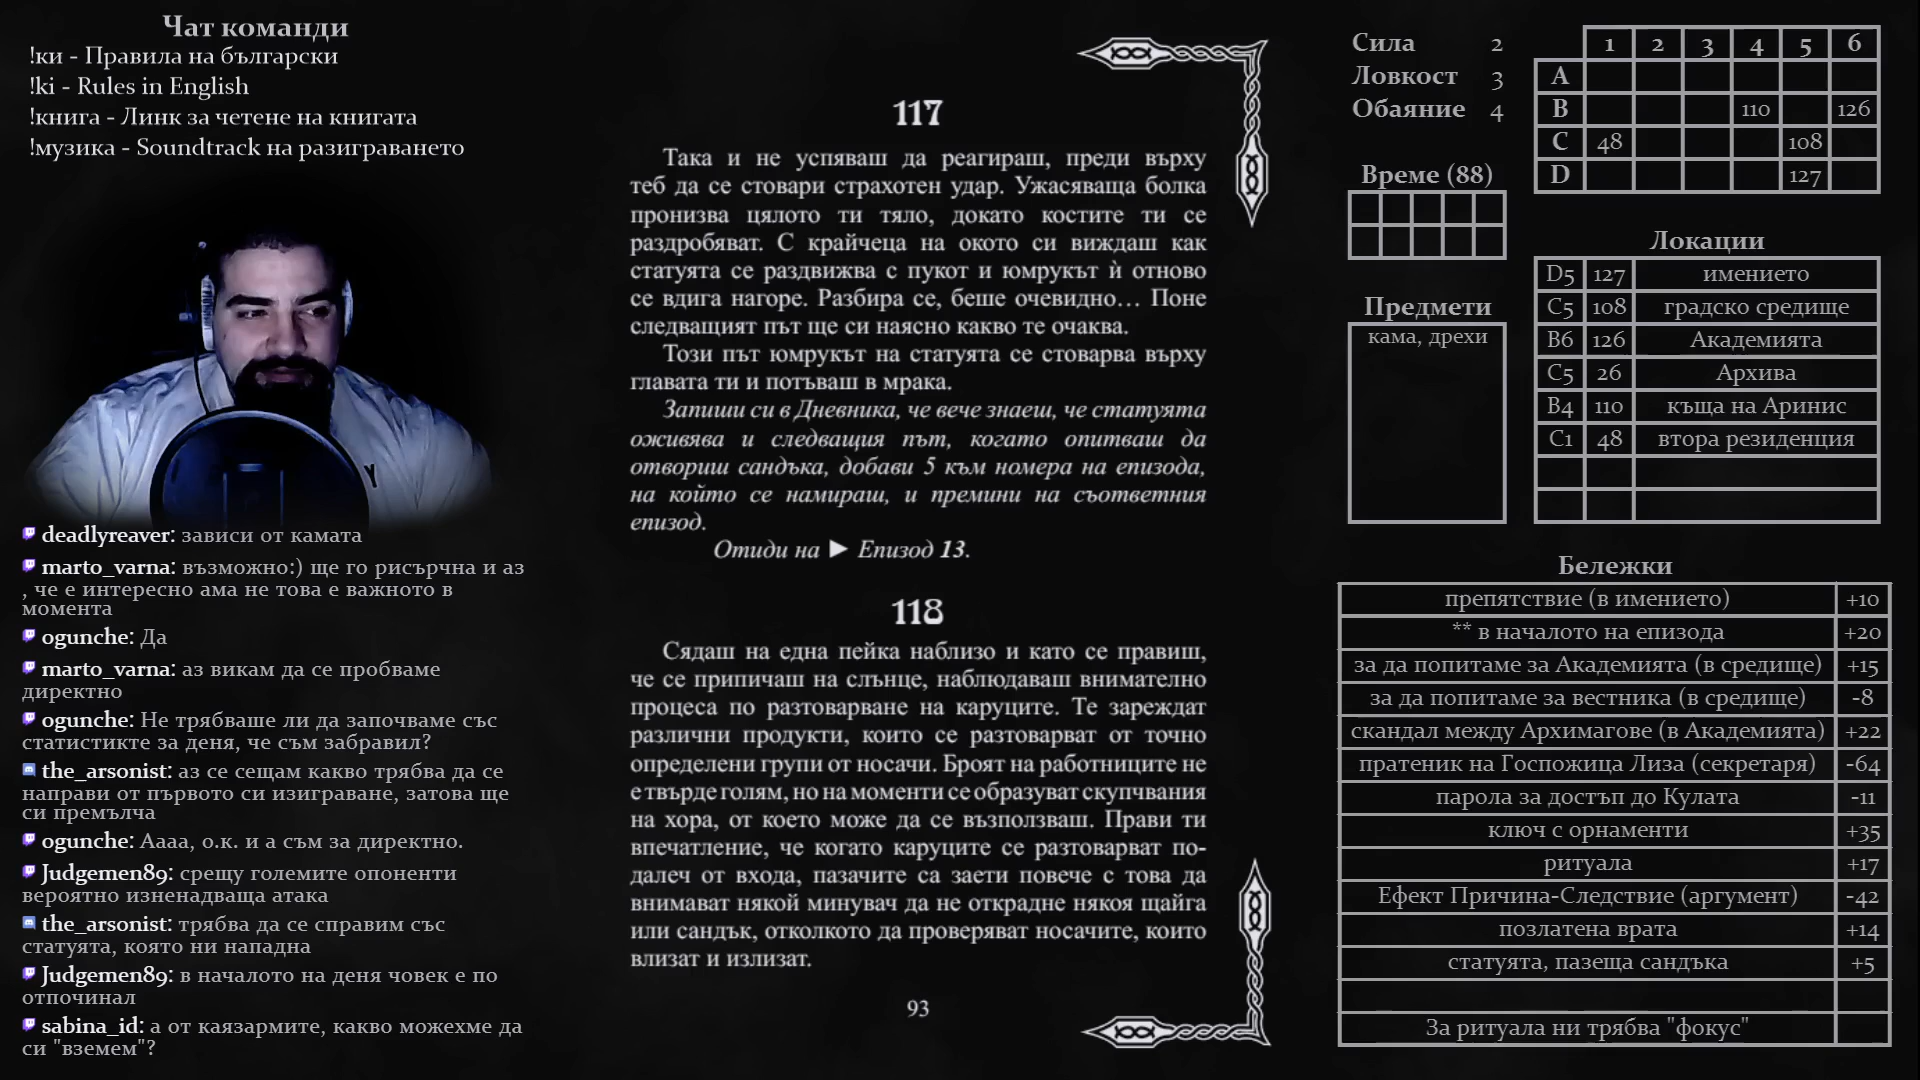 Чат команди
!ки - Правила на български
!ki - Rules in English
!книга - Линк за четене на книгата
!музика - Soundtrack на разиграването
deadlyreaver: зависи от камата
marto_varna: възможно:) ще го рисърчна и аз
, че е интересно ама не това е важното в
момента
ogunche: Да
marto_varna: аз викам да се пробваме
директно
ogunche: Не трябваше ли да започваме със
статистикте за деня, че съм забравил?
the_arsonist: аз се сещам какво трябва да се
направи от първото си изиграване, затова ще
си премълча
ogunche: Аааа, о.к. и а съм за директно.
Judgemen89: срещу големите опоненти
вероятно изненадваща атака
the_arsonist: трябва да се справим със
статуята, която ни нападна
Judgemen89: в началото на деня човек е по
отпочинал
sabina_id: а от каязармите, какво можехме да
си "вземем"?
117
Така и не успяваш да реагираш, преди върху
теб да се стовари страхотен удар. Ужасяваща болка
пронизва цялото ти тяло, докато костите ти се
раздробяват. С крайчеца на окото си виждаш как
статуята се раздвижва с пукот и юмрукът ѝ отново
се вдига нагоре. Разбира се, беше очевидно… Поне
следващият път ще си наясно какво те очаква.
Този път юмрукът на статуята се стоварва върху
главата ти и потъваш в мрака.
Запиши си в Дневника, че вече знаеш, че статуята
оживява и следващия път, когато опитваш да
отвориш сандъка, добави 5 към номера на епизода,
на който се намираш, и премини на съответния
епизод.
Отиди на ► Епизод 13.
118
Сядаш на една пейка наблизо и като се правиш,
че се припичаш на слънце, наблюдаваш внимателно
процеса по разтоварване на каруците. Те зареждат
различни продукти, които се разтоварват от точно
определени групи от носачи. Броят на работниците не
е твърде голям, но на моменти се образуват скупчвания
на хора, от което може да се възползваш. Прави ти
впечатление, че когато каруците се разтоварват по-
далеч от входа, пазачите са заети повече с това да
внимават някой минувач да не открадне някоя щайга
или сандък, отколкото да проверяват носачите, които
влизат и излизат.
93
Сила 2
Ловкост 3
Обаяние 4
Време (88)
Предмети
кама, дрехи
1 2 3 4 5 6
A
B 110 126
C 48 108
D 127
Локации
D5 127 имението
C5 108 градско средище
B6 126 Академията
C5 26 Архива
B4 110 къща на Аринис
C1 48 втора резиденция
Бележки
препятствие (в имението) +10
** в началото на епизода +20
за да попитаме за Академията (в средище) +15
за да попитаме за вестника (в средище) -8
скандал между Архимагове (в Академията) +22
пратеник на Госпожица Лиза (секретаря) -64
парола за достъп до Кулата -11
ключ с орнаменти +35
ритуала +17
Ефект Причина-Следствие (аргумент) -42
позлатена врата +14
статуята, пазеща сандъка +5
За ритуала ни трябва "фокус"